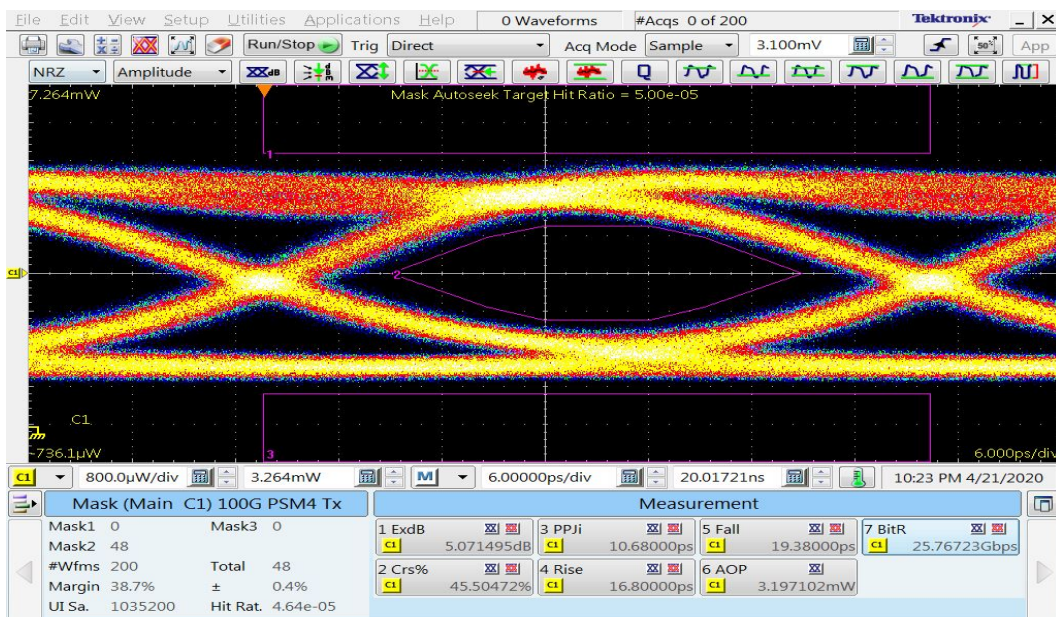 File Edit View Setup Utilities Applications Help 0 Waveforms #Acqs 0 of 200 Tektronix
Run/Stop Trig Direct Acq Mode Sample 3.100mV 50% App
NRZ Amplitude dB Q
7.264mW Mask Autoseek Target Hit Ratio = 5.00e-05
1
C1 2
C1
-736.1µW 3 6.000ps/div
C1 800.0µW/div 3.264mW M 6.00000ps/div 20.01721ns 10:23 PM 4/21/2020
Mask (Main C1) 100G PSM4 Tx Measurement
Mask1 0 Mask3 0 1 ExdB 3 PPJi 5 Fall 7 BitR
Mask2 48 C1 5.071495dB C1 10.68000ps C1 19.38000ps C1 25.76723Gbps
#Wfms 200 Total 48 2 Crs% 4 Rise 6 AOP
Margin 38.7% ± 0.4% C1 45.50472% C1 16.80000ps C1 3.197102mW
UI Sa. 1035200 Hit Rat. 4.64e-05